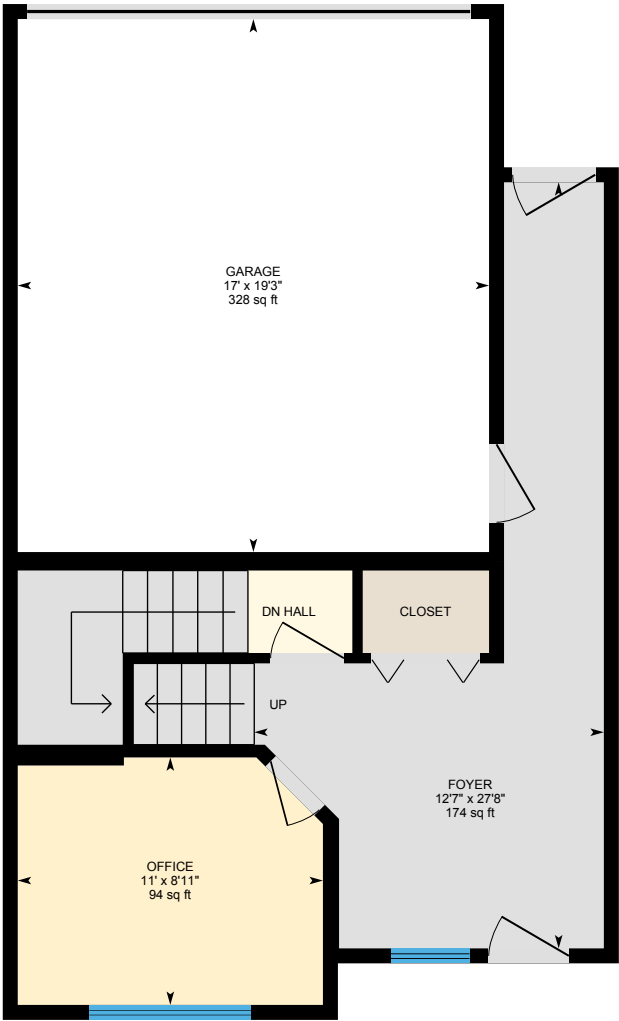 GARAGE
17' x 19'3"
328 sq ft
DN HALL
CLOSET
UP
FOYER
12'7" x 27'8"
174 sq ft
OFFICE
11' x 8'11"
94 sq ft